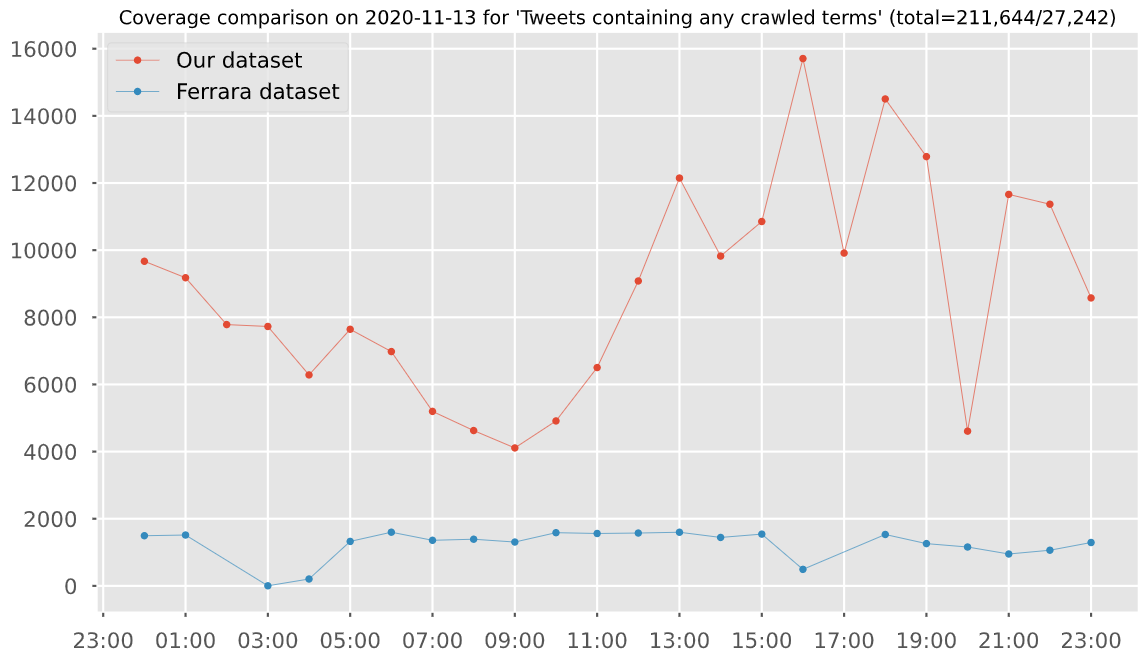 Coverage comparison on 2020-11-13 for 'Tweets containing any crawled terms' (total=211,644/27,242)
Our dataset
Ferrara dataset
16000
14000
12000
10000
8000
6000
4000
2000
0
23:00 01:00 03:00 05:00 07:00 09:00 11:00 13:00 15:00 17:00 19:00 21:00 23:00